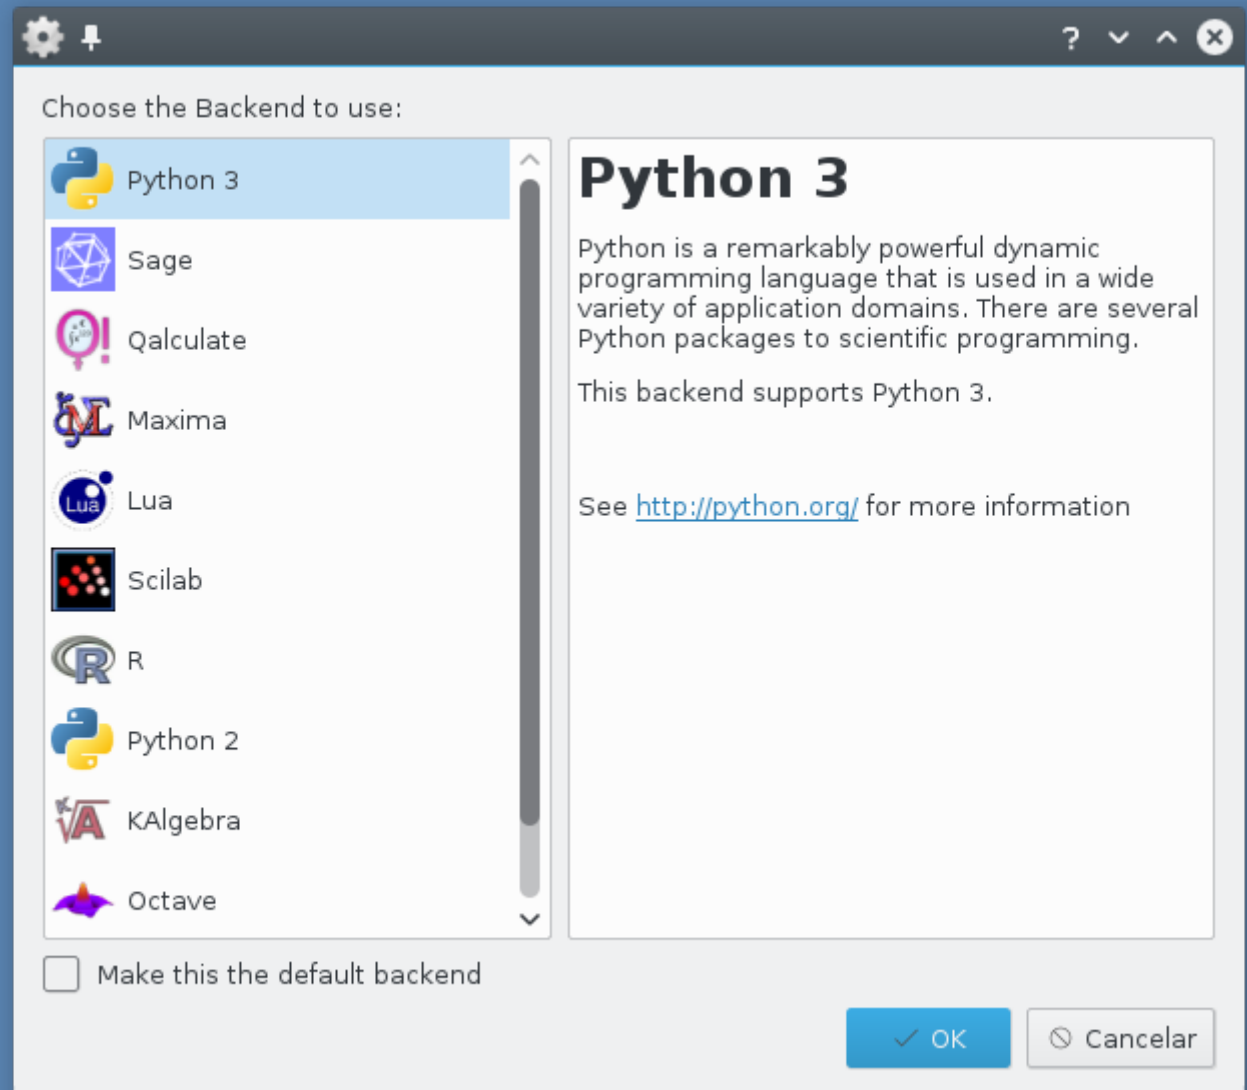 ?
Choose the Backend to use:
Python 3
Sage
Qalculate
Maxima
Lua
Lua
Scilab
R
R
Python 2
KAlgebra
Octave
Python 3
Python is a remarkably powerful dynamic
programming language that is used in a wide
variety of application domains. There are several
Python packages to scientific programming.
This backend supports Python 3.
See http://python.org/ for more information
Make this the default backend
OK
Cancelar